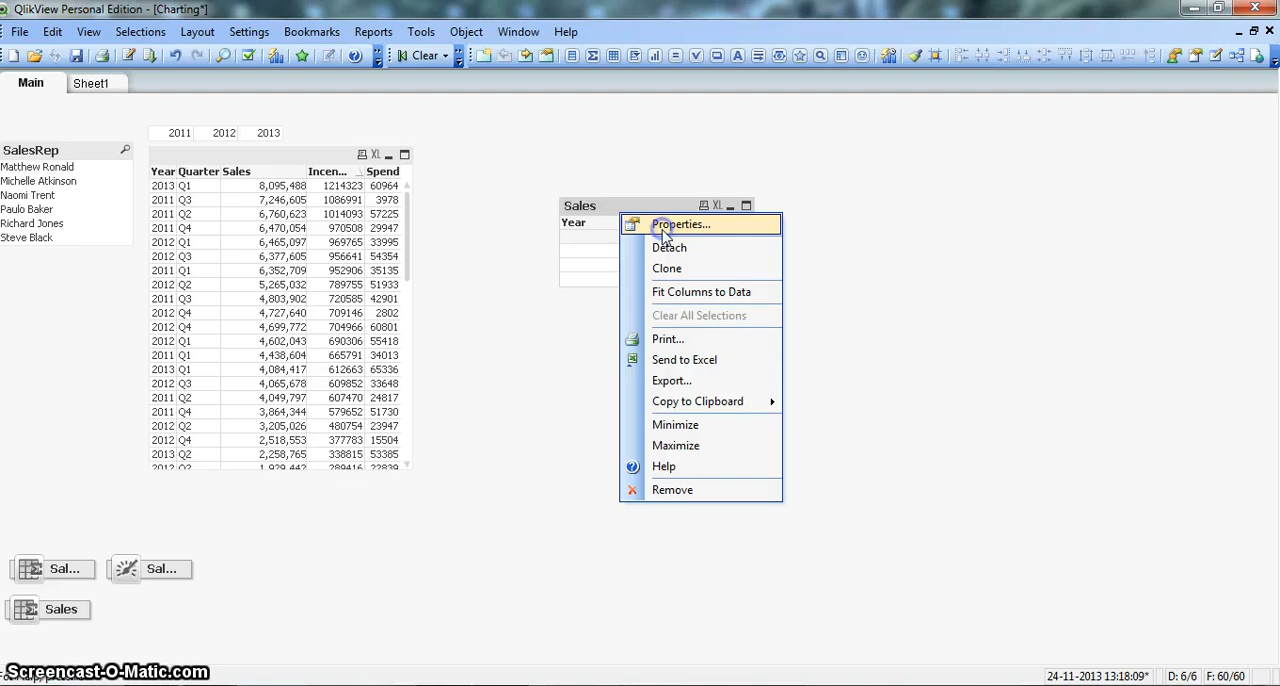 QlikView Personal Edition - [Charting*]
File Edit View Selections Layout Settings Bookmarks Reports Tools Object Window Help
Clear
Main Sheet1
2011 2012 2013
SalesRep
Matthew Ronald
Michelle Atkinson
Naomi Trent
Paulo Baker
Richard Jones
Steve Black
XL
Year Quarter Sales Incen... Spend
2013 Q1 8,095,488 1214323 60964
2011 Q3 7,246,605 1086991 3978
2011 Q2 6,760,623 1014093 57225
2011 Q4 6,470,054 970508 29947
2012 Q1 6,465,097 969765 33995
2012 Q3 6,377,605 956654 54354
2011 Q1 6,352,709 952906 35135
2012 Q2 5,265,032 789755 51933
2011 Q3 4,803,902 720585 42901
2012 Q4 4,727,640 709146 2802
2012 Q4 4,699,772 704966 60801
2012 Q1 4,602,043 690306 55418
2011 Q1 4,438,604 665791 34013
2013 Q1 4,084,417 612663 65336
2012 Q3 4,065,678 609852 33648
2011 Q2 4,049,797 607470 24817
2011 Q4 3,864,344 579652 51730
2012 Q2 3,205,026 480754 23947
2012 Q4 2,518,553 377783 15504
2013 Q2 2,258,765 338815 53385
2012 Q2 1,929,442 289416 22839
Sales XL
Year
Properties...
Detach
Clone
Fit Columns to Data
Clear All Selections
Print...
Send to Excel
Export...
Copy to Clipboard
Minimize
Maximize
Help
Remove
Sal... Sal...
Sales
Screencast-O-Matic.com
24-11-2013 13:18:09* D: 6/6 F: 60/60